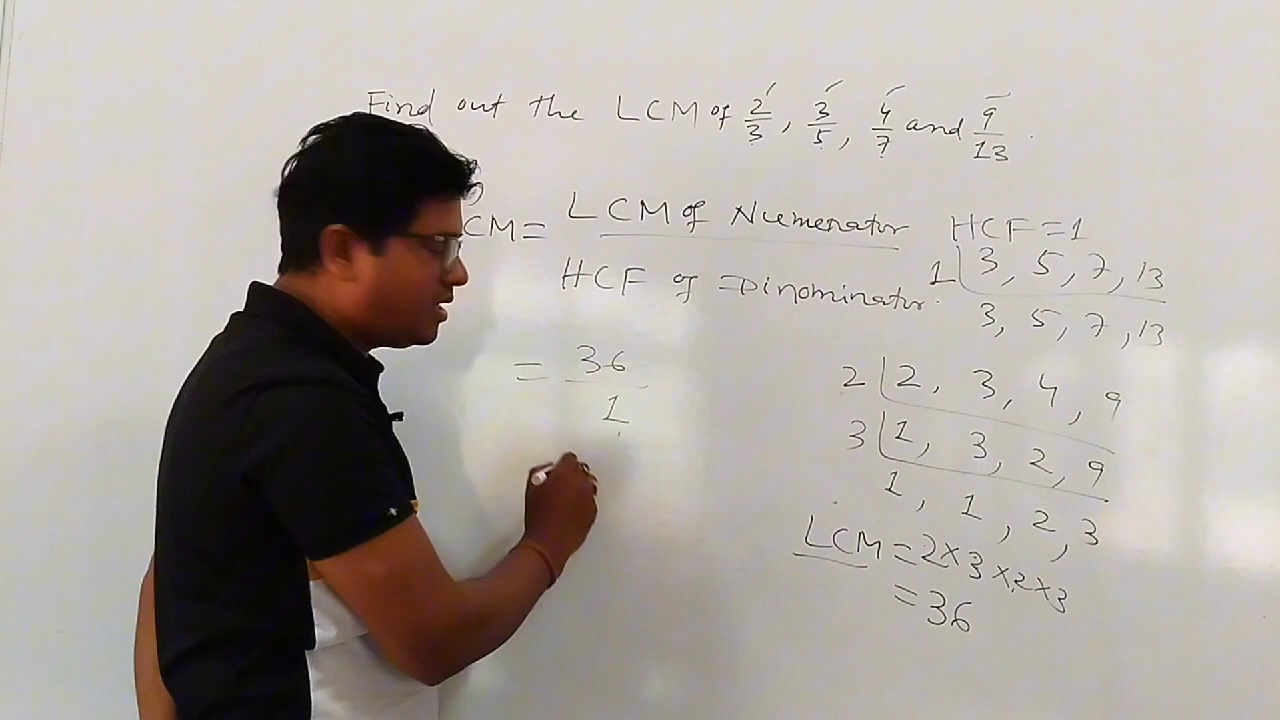 Find out the LCM of 2/3, 3/5, 4/7 and 9/13.
CM = LCM of Numerator / HCF of Dinominator.
= 36/1
HCF = 1
1 | 3, 5, 7, 13
3, 5, 7, 13
2 | 2, 3, 4, 9
3 | 1, 3, 2, 9
1, 1, 2, 3
LCM = 2×3×2×3
= 36